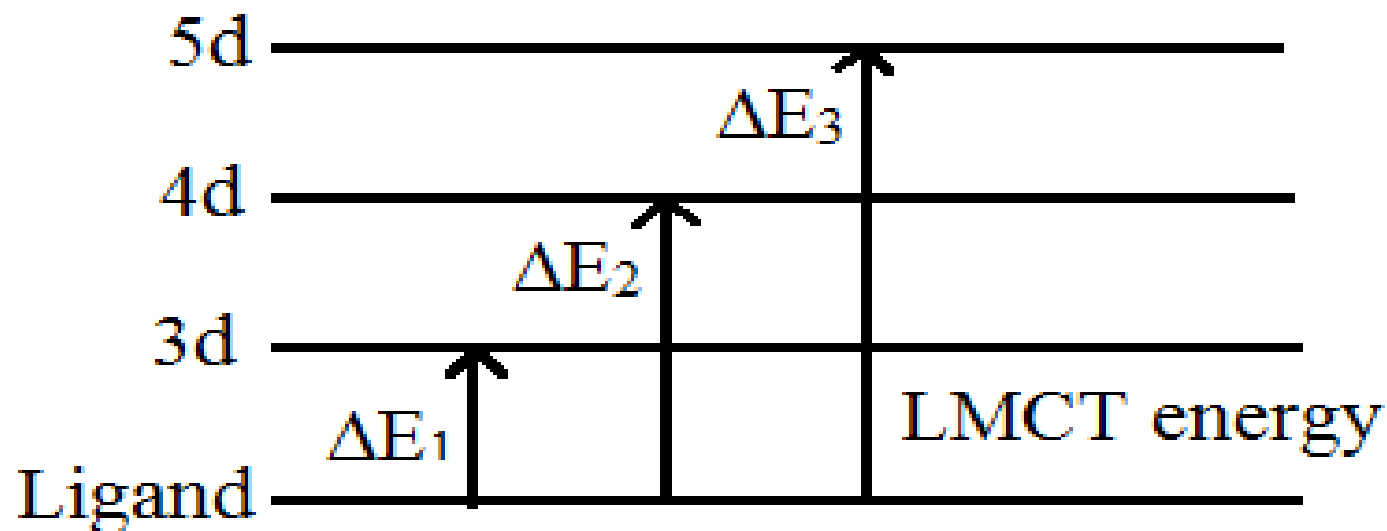 5d
ΔE3
4d
ΔE2
3d
LMCT energy
ΔE1
Ligand